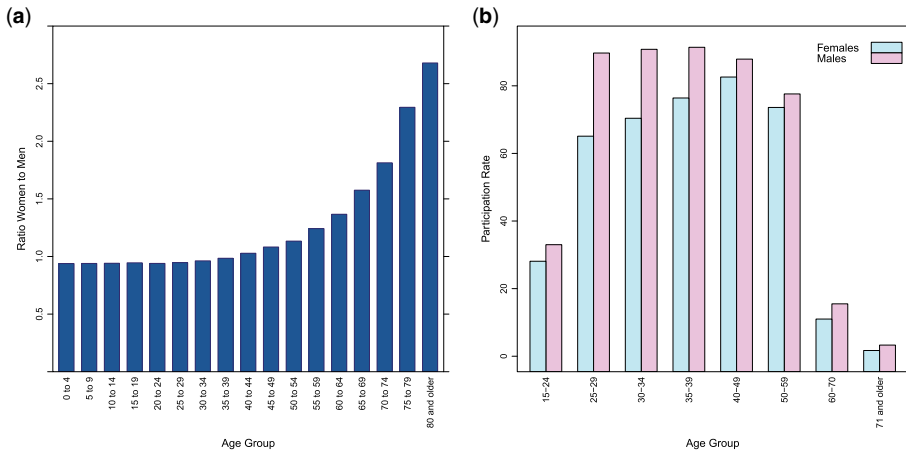 (a)
Ratio Women to Men
2.5
2.0
1.5
1.0
0.5
0 to 4
5 to 9
10 to 14
15 to 19
20 to 24
25 to 29
30 to 34
35 to 39
40 to 44
45 to 49
50 to 54
55 to 59
60 to 64
65 to 69
70 to 74
75 to 79
80 and older
Age Group
(b)
Females
Males
Participation Rate
80
60
40
20
0
15−24
25−29
30−34
35−39
40−49
50−59
60−70
71 and older
Age Group